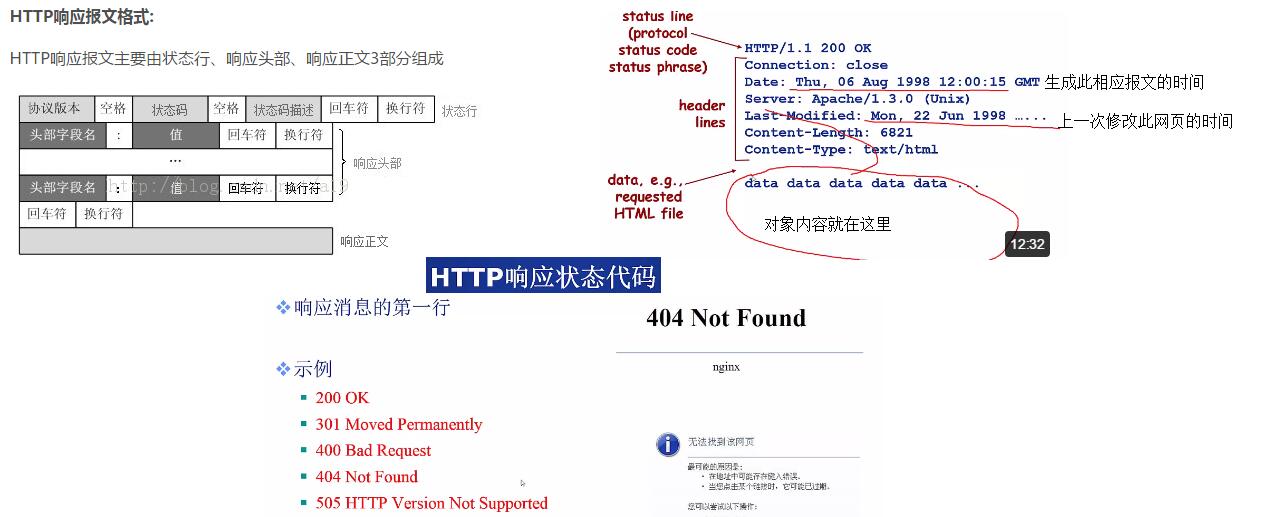 HTTP响应报文格式:
HTTP响应报文主要由状态行、响应头部、响应正文3部分组成
协议版本 空格 状态码 空格 状态码描述 回车符 换行符 状态行
头部字段名 : 值 回车符 换行符
...
响应头部
头部字段名 : 值 回车符 换行符
回车符 换行符
响应正文
status line
(protocol
status code
status phrase)
header
lines
data, e.g.,
requested
HTML file
HTTP/1.1 200 OK
Connection: close
Date: Thu, 06 Aug 1998 12:00:15 GMT 生成此相应报文的时间
Server: Apache/1.3.0 (Unix)
Last-Modified: Mon, 22 Jun 1998 …... 上一次修改此网页的时间
Content-Length: 6821
Content-Type: text/html
data data data data data ...
对象内容就在这里
12:32
HTTP响应状态代码
响应消息的第一行
示例
200 OK
301 Moved Permanently
400 Bad Request
404 Not Found
505 HTTP Version Not Supported
404 Not Found
nginx
无法找到该网页
最可能的原因是:
在地址中可能存在键入错误。
当您点击某个链接时，它可能已过期。
您可以尝试以下操作: